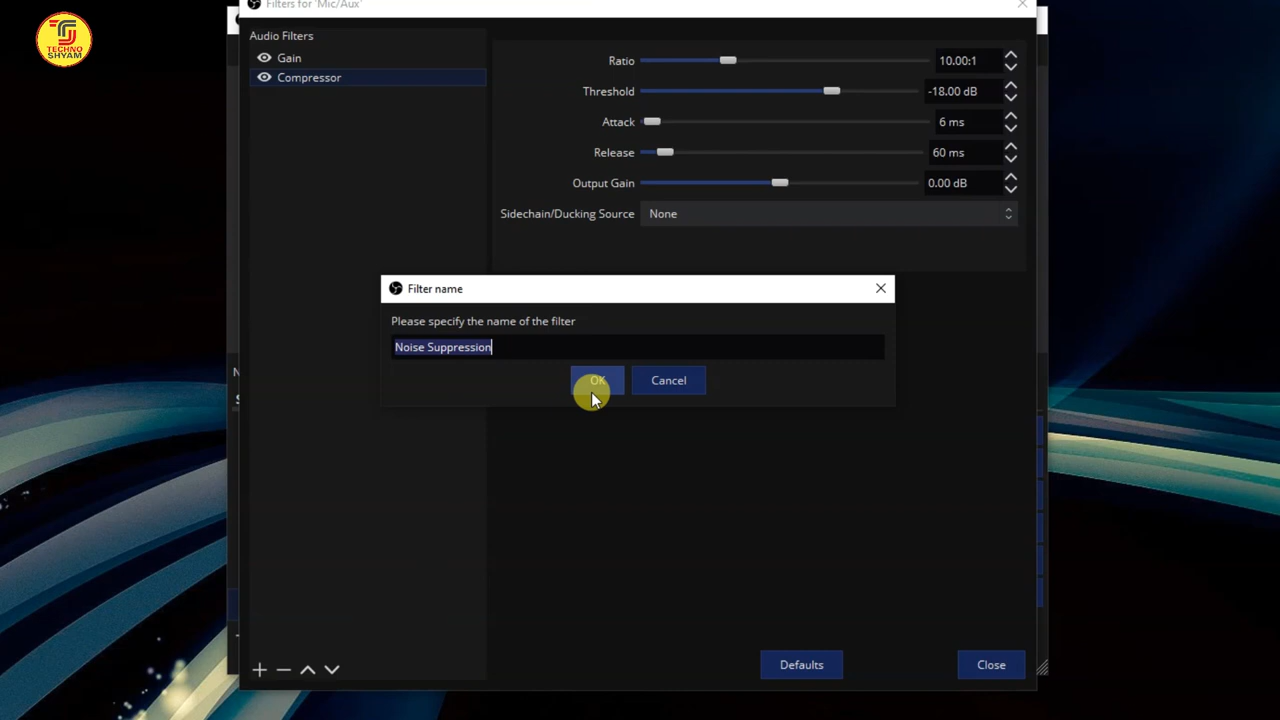 Filters for 'Mic/Aux'
TECHNO
SHYAM
Audio Filters
Gain
Compressor
Ratio
10.00:1
Threshold
-18.00 dB
Attack
6 ms
Release
60 ms
Output Gain
0.00 dB
Sidechain/Ducking Source
None
Filter name
Please specify the name of the filter
Noise Suppression
OK
Cancel
Defaults
Close